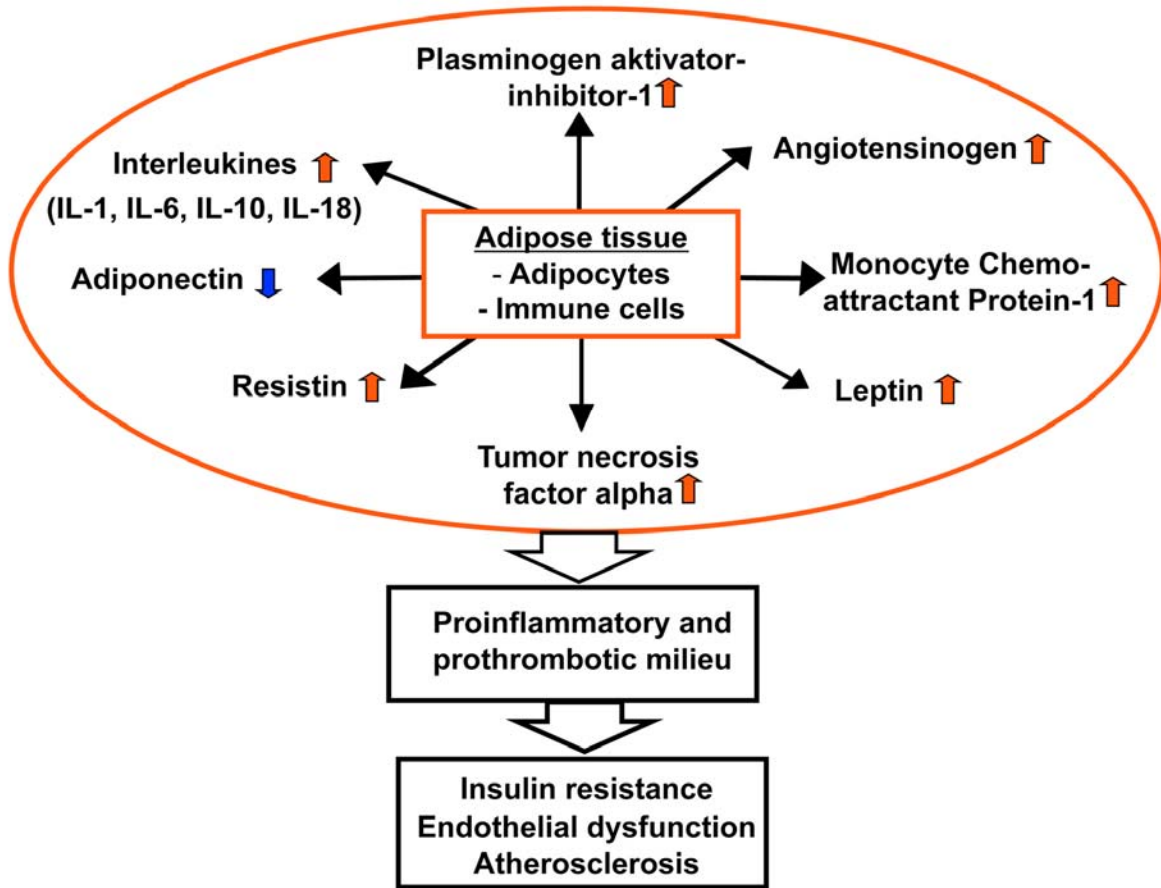 Plasminogen aktivator-
inhibitor-1
Interleukines
(IL-1, IL-6, IL-10, IL-18)
Angiotensinogen
Adipose tissue
- Adipocytes
- Immune cells
Adiponectin
Monocyte Chemo-
attractant Protein-1
Resistin
Leptin
Tumor necrosis
factor alpha
Proinflammatory and
prothrombotic milieu
Insulin resistance
Endothelial dysfunction
Atherosclerosis